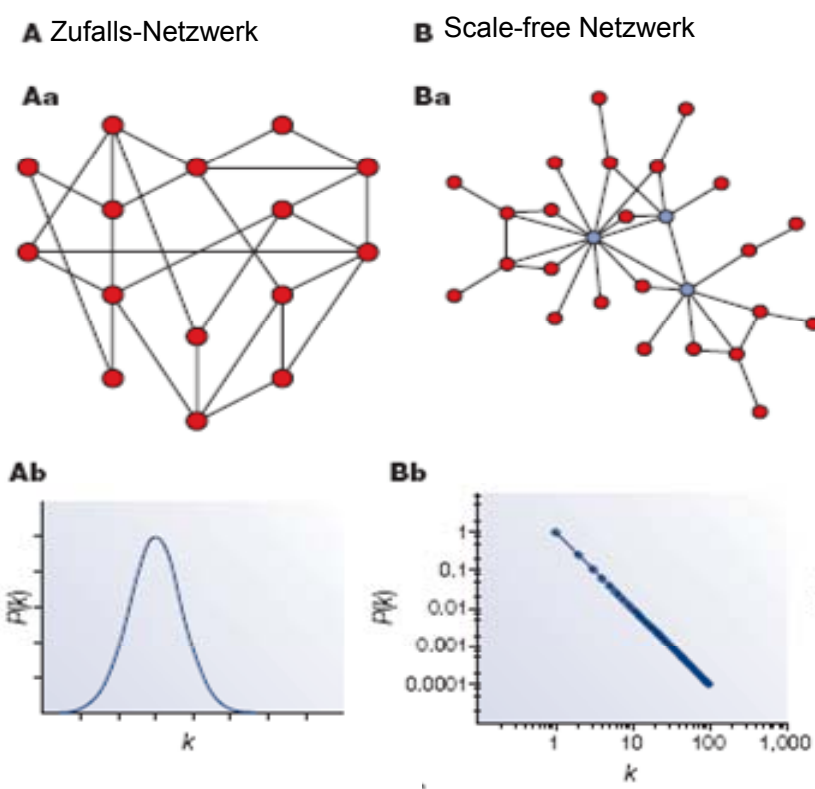 A Zufalls-Netzwerk
B Scale-free Netzwerk
Aa
Ba
Ab
P(k)
k
Bb
P(k)
1
0.1
0.01
0.001
0.0001
1 10 100 1,000
k